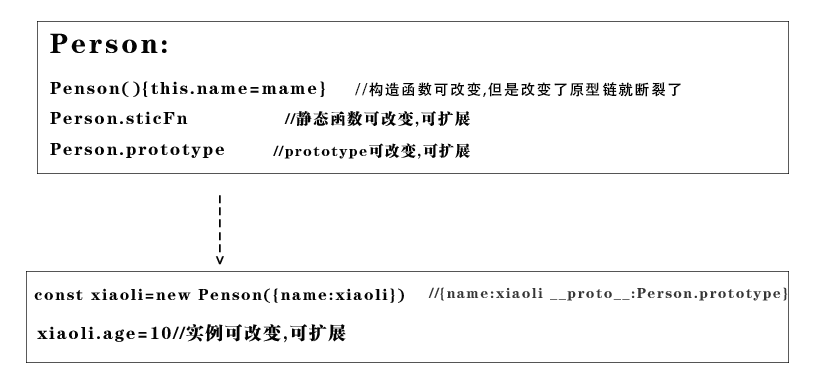 Person:
Penson(){this.name=mame} //构造函数可改变,但是改变了原型链就断裂了
Person.sticFn //静态函数可改变,可扩展
Person.prototype //prototype可改变,可扩展
const xiaoli=new Penson({name:xiaoli}) //{name:xiaoli __proto__:Person.prototype}
xiaoli.age=10//实例可改变,可扩展